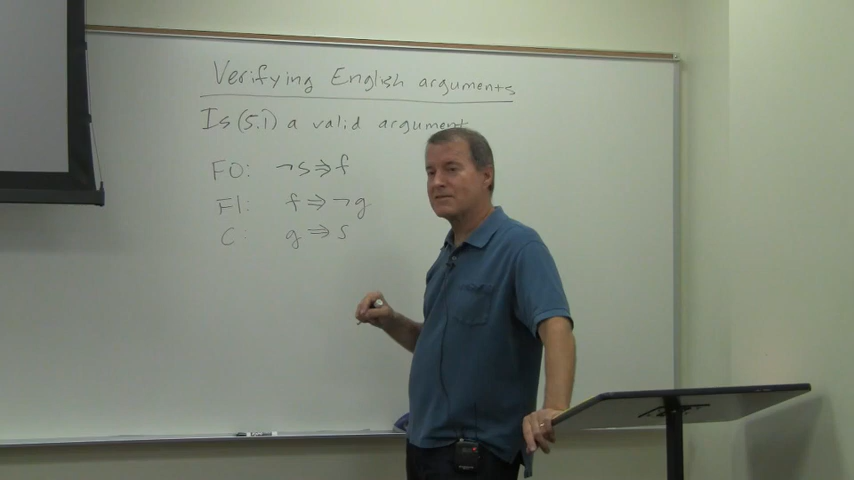 Verifying English arguments
Is (5.1) a valid argument
F0: ¬s ⇒ f
F1: f ⇒ ¬g
C: g ⇒ s